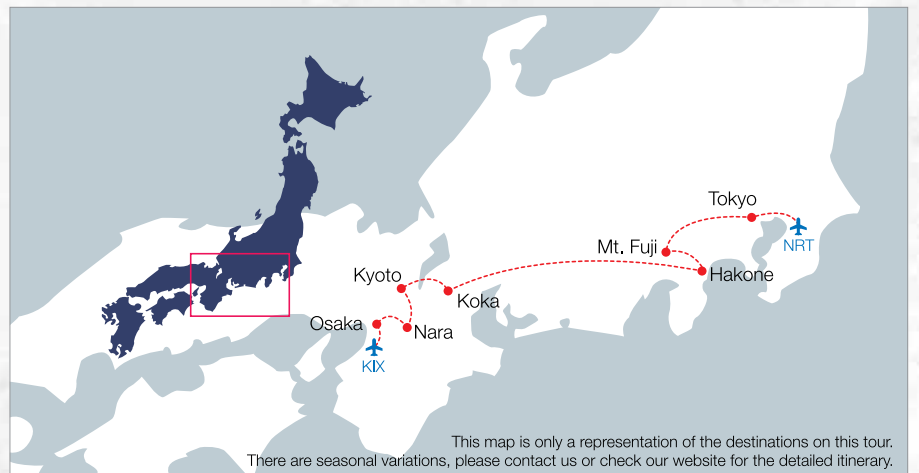 Tokyo
NRT
Mt. Fuji
Hakone
Kyoto
Koka
Osaka
Nara
KIX
This map is only a representation of the destinations on this tour.
There are seasonal variations, please contact us or check our website for the detailed itinerary.